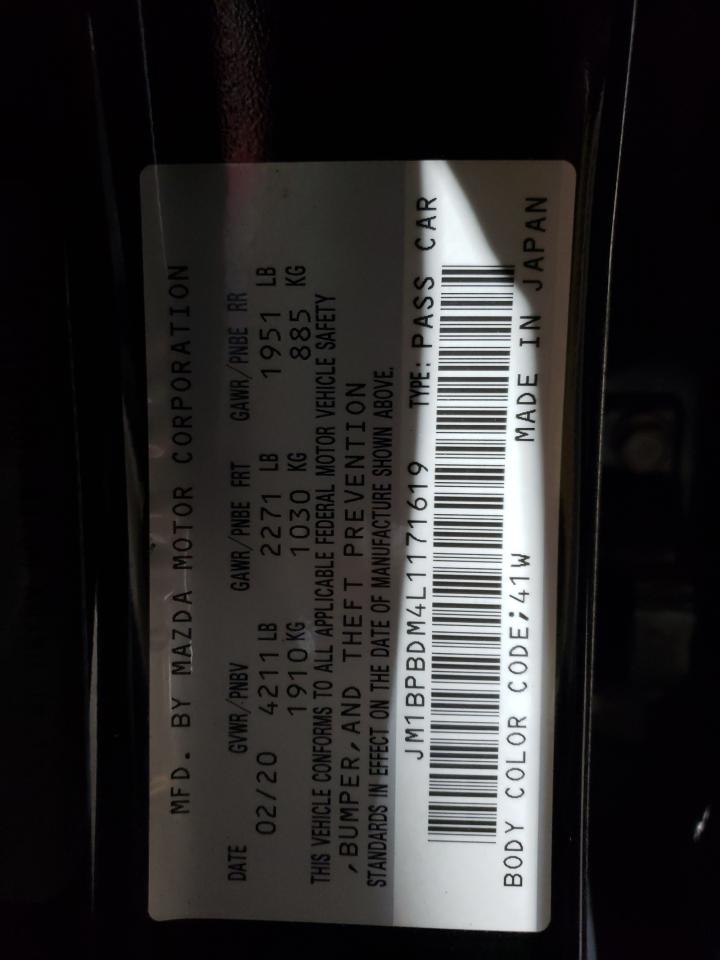 MFD. BY MAZDA MOTOR CORPORATION
DATE GVWR/PNBV GAWR/PNBE FRT GAWR/PNBE RR
02/20 4211 LB 2271 LB 1951 LB
1910 KG 1030 KG 885 KG
THIS VEHICLE CONFORMS TO ALL APPLICABLE FEDERAL MOTOR VEHICLE SAFETY
,BUMPER,AND THEFT PREVENTION
STANDARDS IN EFFECT ON THE DATE OF MANUFACTURE SHOWN ABOVE.
JM1BPBDM4L1171619 TYPE: PASS CAR
BODY COLOR CODE;41W MADE IN JAPAN